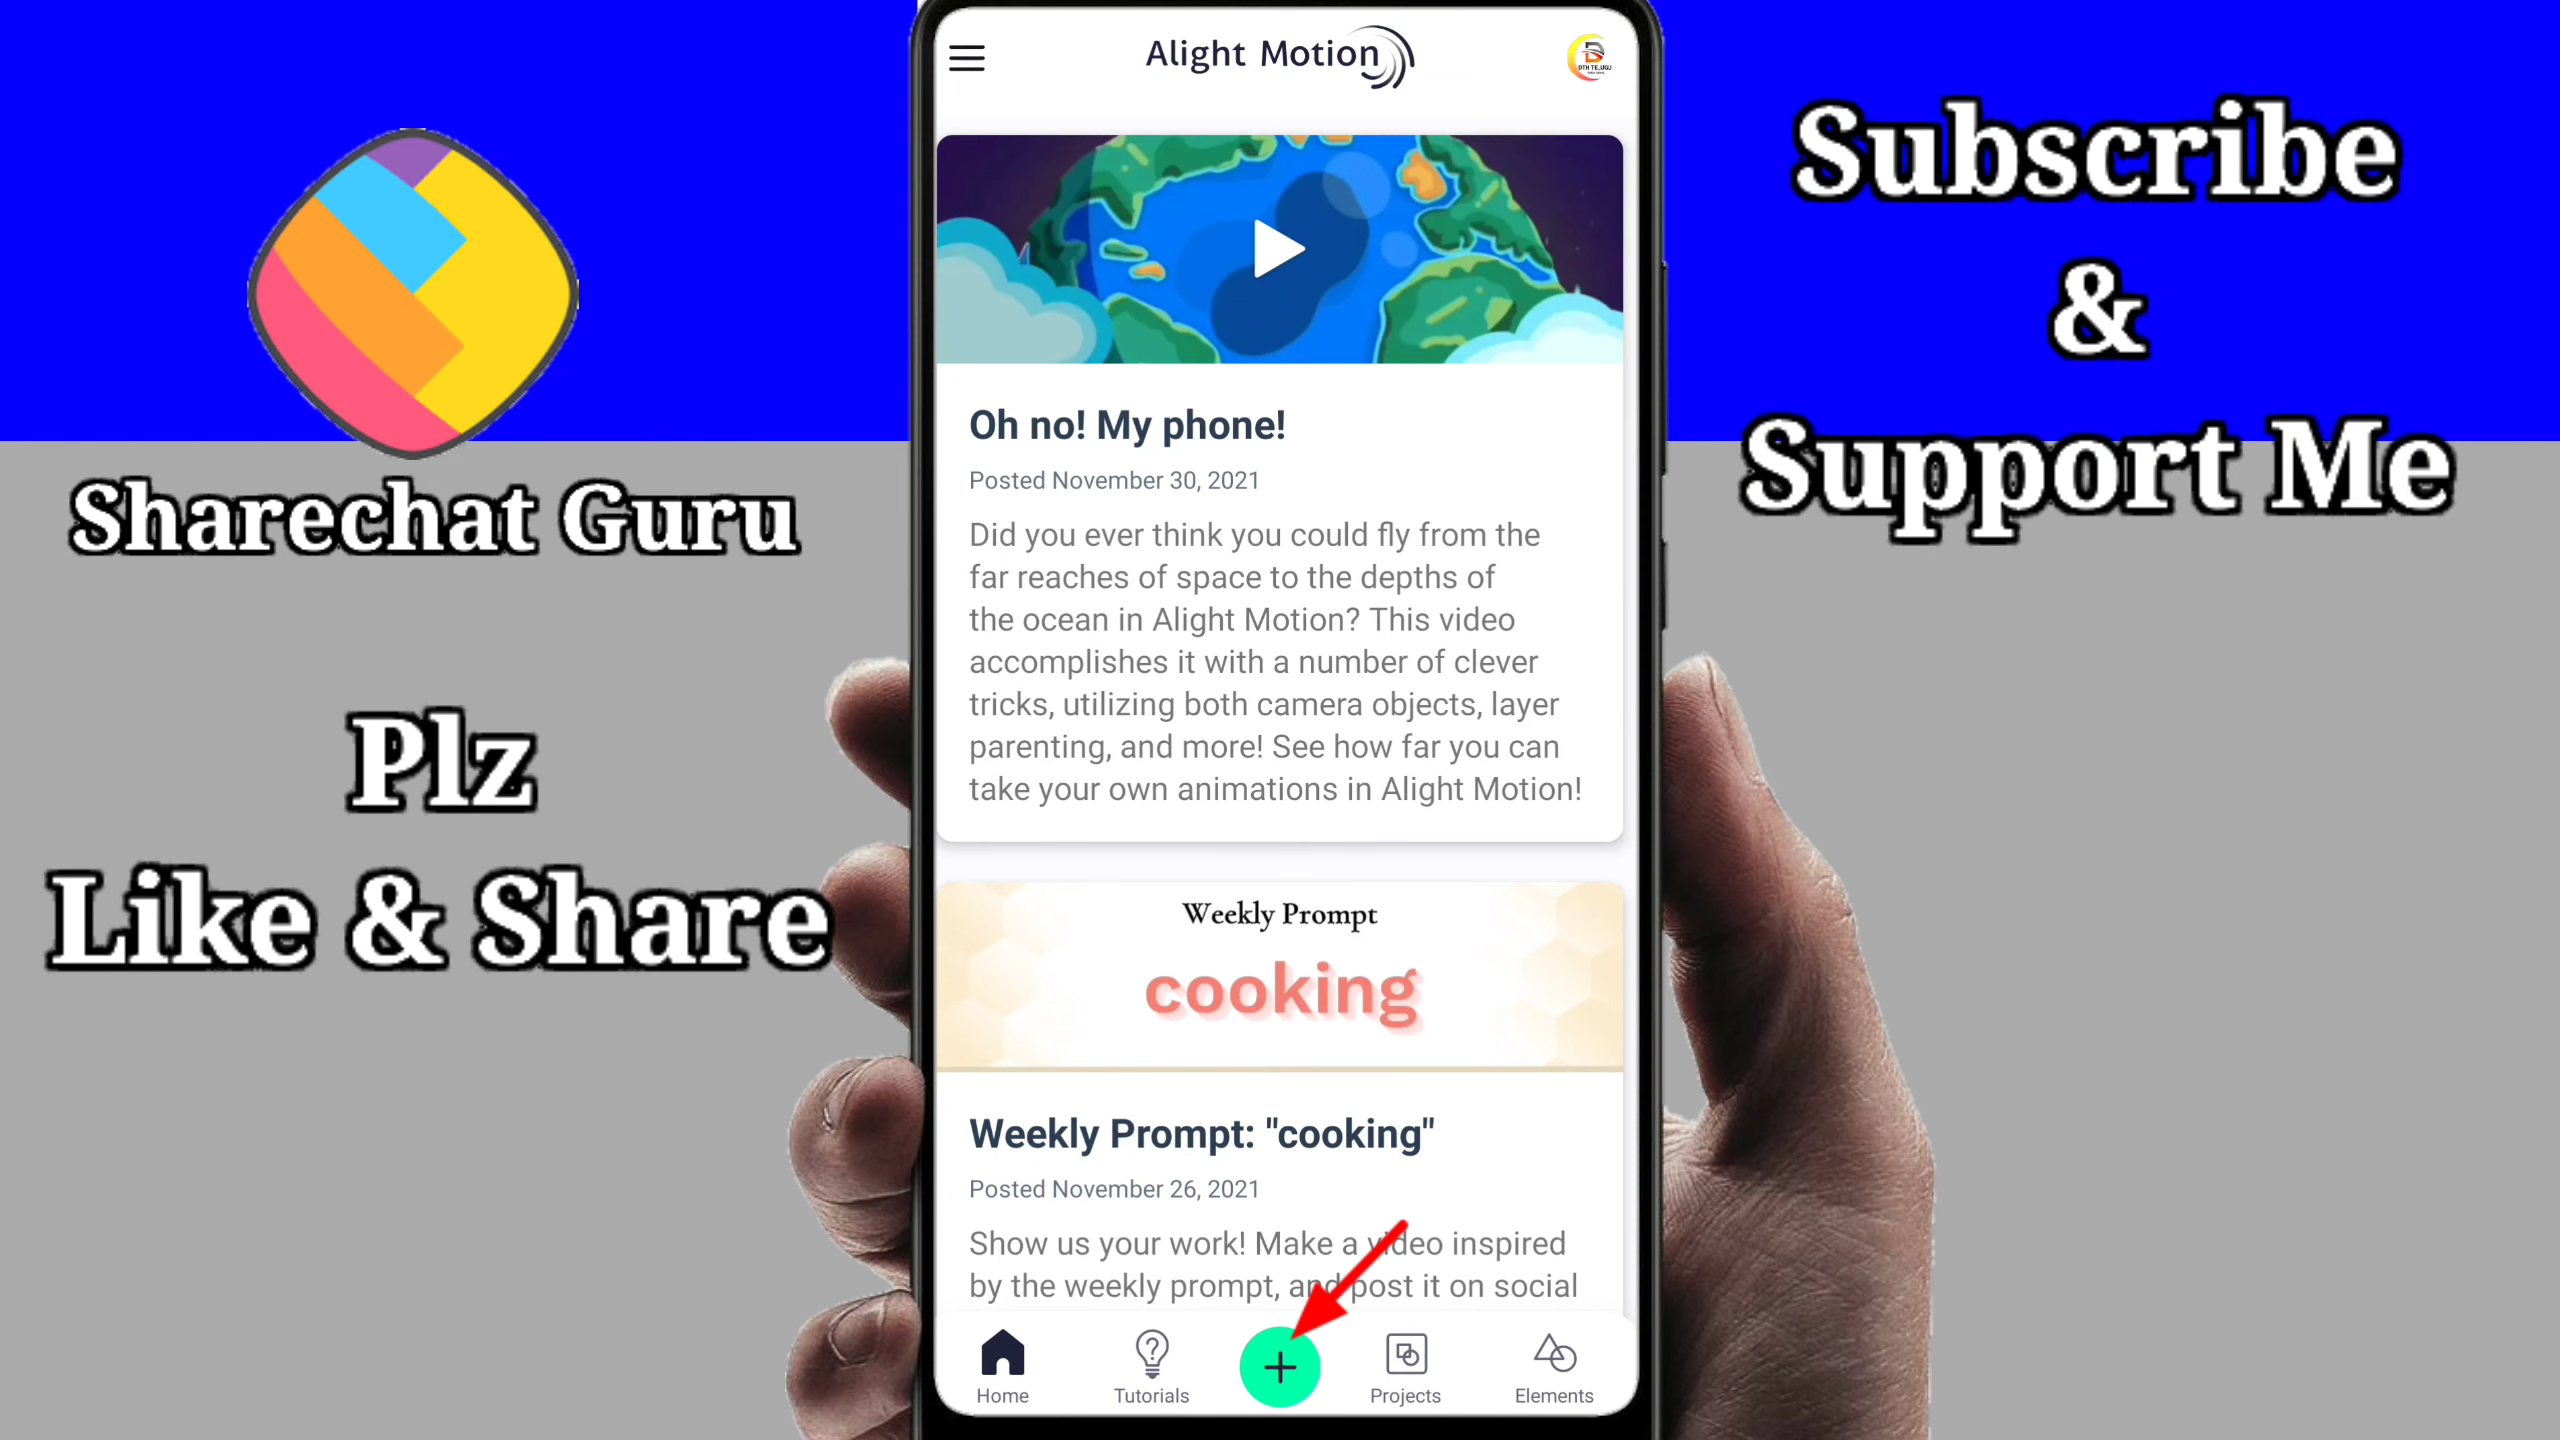 Sharechat Guru
Plz
Like & Share
Alight Motion
DTH TELUGU
Oh no! My phone!
Posted November 30, 2021
Did you ever think you could fly from the
far reaches of space to the depths of
the ocean in Alight Motion? This video
accomplishes it with a number of clever
tricks, utilizing both camera objects, layer
parenting, and more! See how far you can
take your own animations in Alight Motion!
Weekly Prompt
cooking
Weekly Prompt: "cooking"
Posted November 26, 2021
Show us your work! Make a video inspired
by the weekly prompt, and post it on social
Home
Tutorials
Projects
Elements
Subscribe
&
Support Me